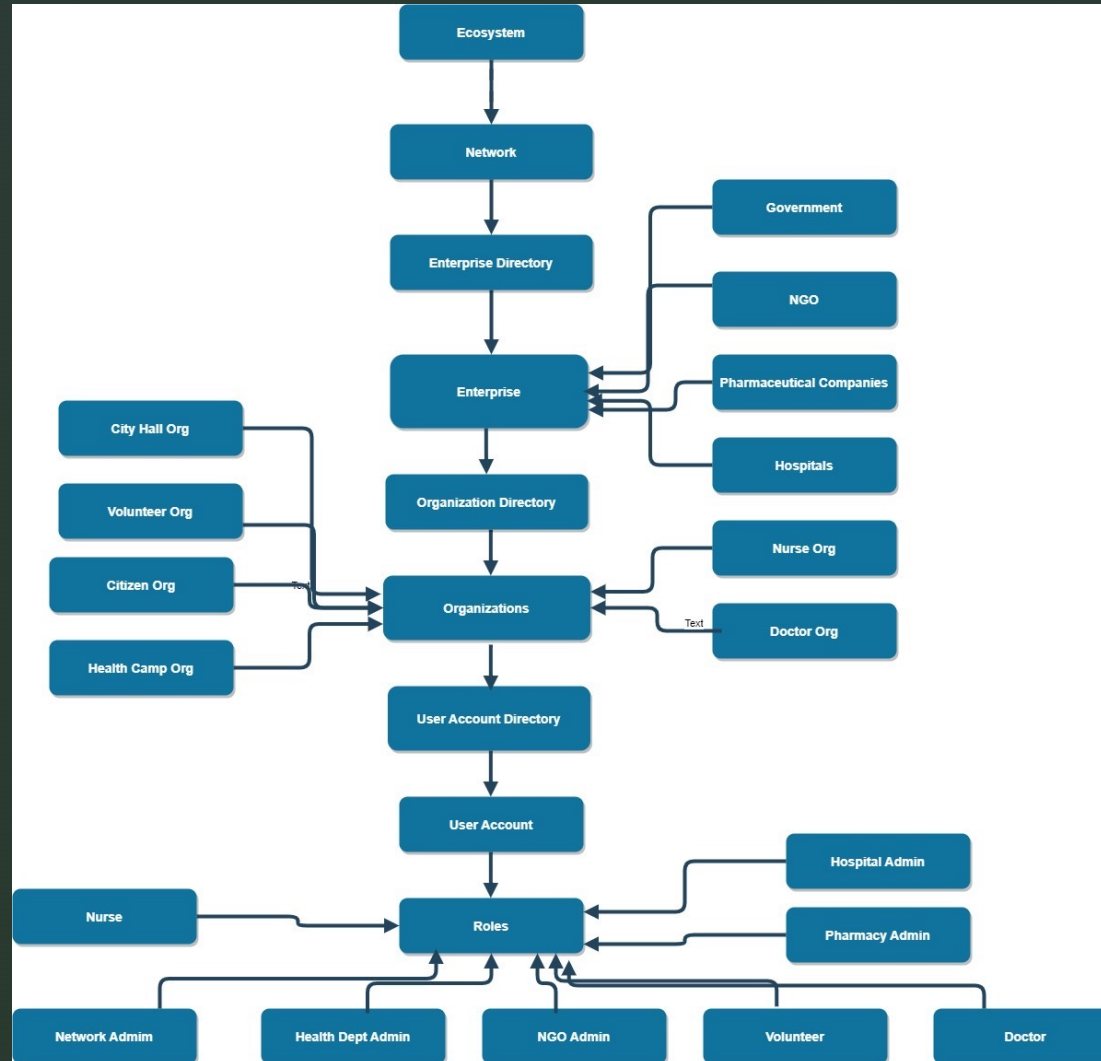 Ecosystem
Network
Government
Enterprise Directory
NGO
Pharmaceutical Companies
Enterprise
City Hall Org
Hospitals
Organization Directory
Volunteer Org
Nurse Org
Citizen Org
Text
Organizations
Text
Doctor Org
Health Camp Org
User Account Directory
User Account
Hospital Admin
Nurse
Roles
Pharmacy Admin
Network Admim
Health Dept Admin
NGO Admin
Volunteer
Doctor